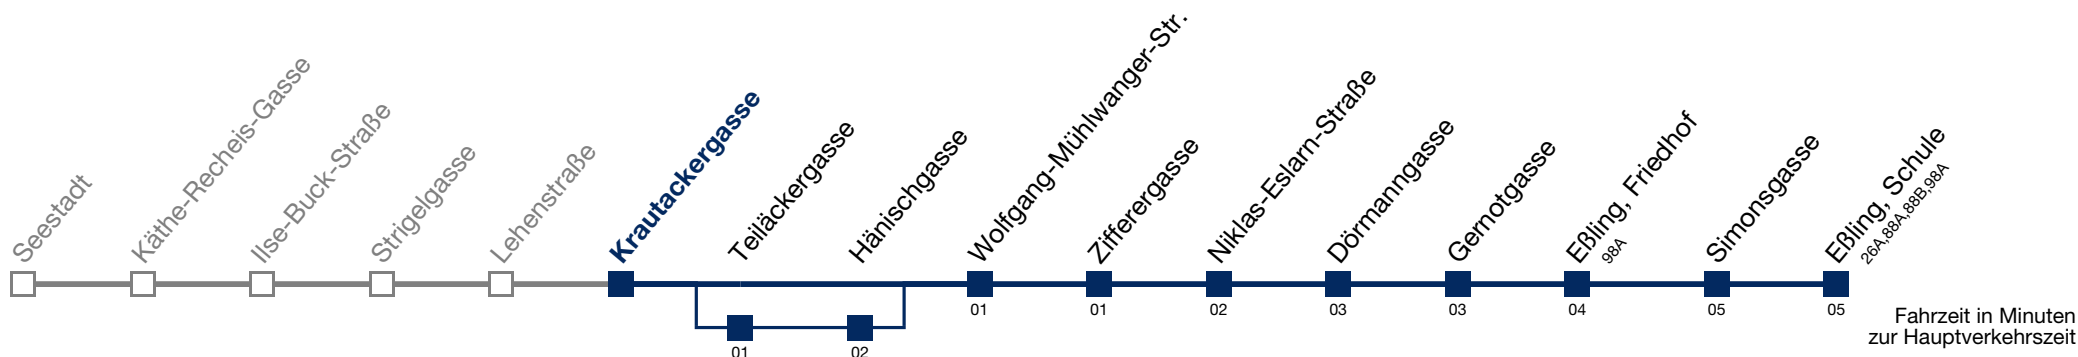 Seestadt
Käthe-Recheis-Gasse
Ilse-Buck-Straße
Strigelgasse
Lehenstraße
Krautackergasse
Teiläckergasse
Hänischgasse
Wolfgang-Mühlwanger-Str.
Zifferergasse
Niklas-Eslarn-Straße
Dörmanngasse
Gernotgasse
Eßling, Friedhof
98A
Simonsgasse
Eßling, Schule
26A,88A,88B,98A
01
01
02
03
03
04
05
05
01
02
Fahrzeit in Minuten
zur Hauptverkehrszeit